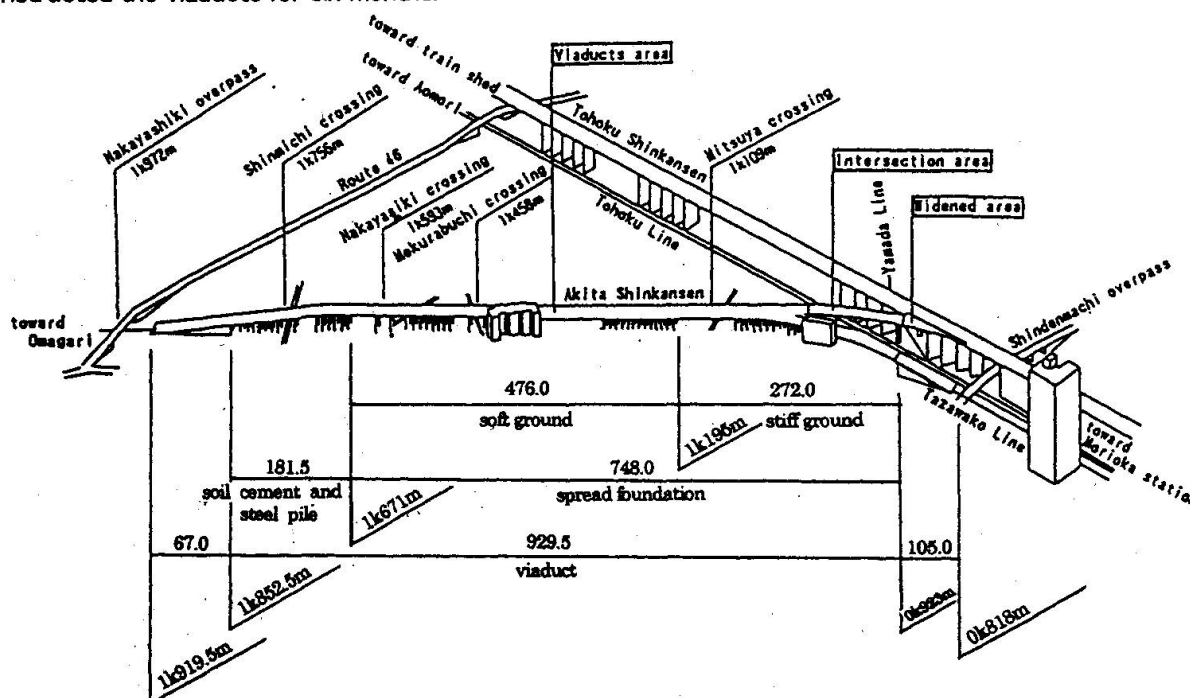 toward train shed
toward Aomori
Viaducts area
Nakayashiki overpass
1k972m
Shinmichi crossing
1k756m
Route 46
Nakayagiki crossing
1k593m
Mekurabuchi crossing
1k458m
Tohoku Shinkansen
Tohoku Line
Mitsuya crossing
1k109m
Intersection area
Yamada Line
Widened area
Shindenmachi overpass
Akita Shinkansen
toward
Omagari
Tazawako Line
toward
Morioka station
476.0
soft ground
272.0
stiff ground
1k195m
181.5
soil cement and
steel pile
748.0
spread foundation
1k671m
67.0
929.5
viaduct
105.0
1k852.5m
1k919.5m
0k923m
0k818m